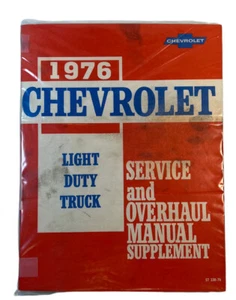 CHEVROLET
1976
CHEVROLET
LIGHT
DUTY
TRUCK
SERVICE
and
OVERHAUL
MANUAL
SUPPLEMENT